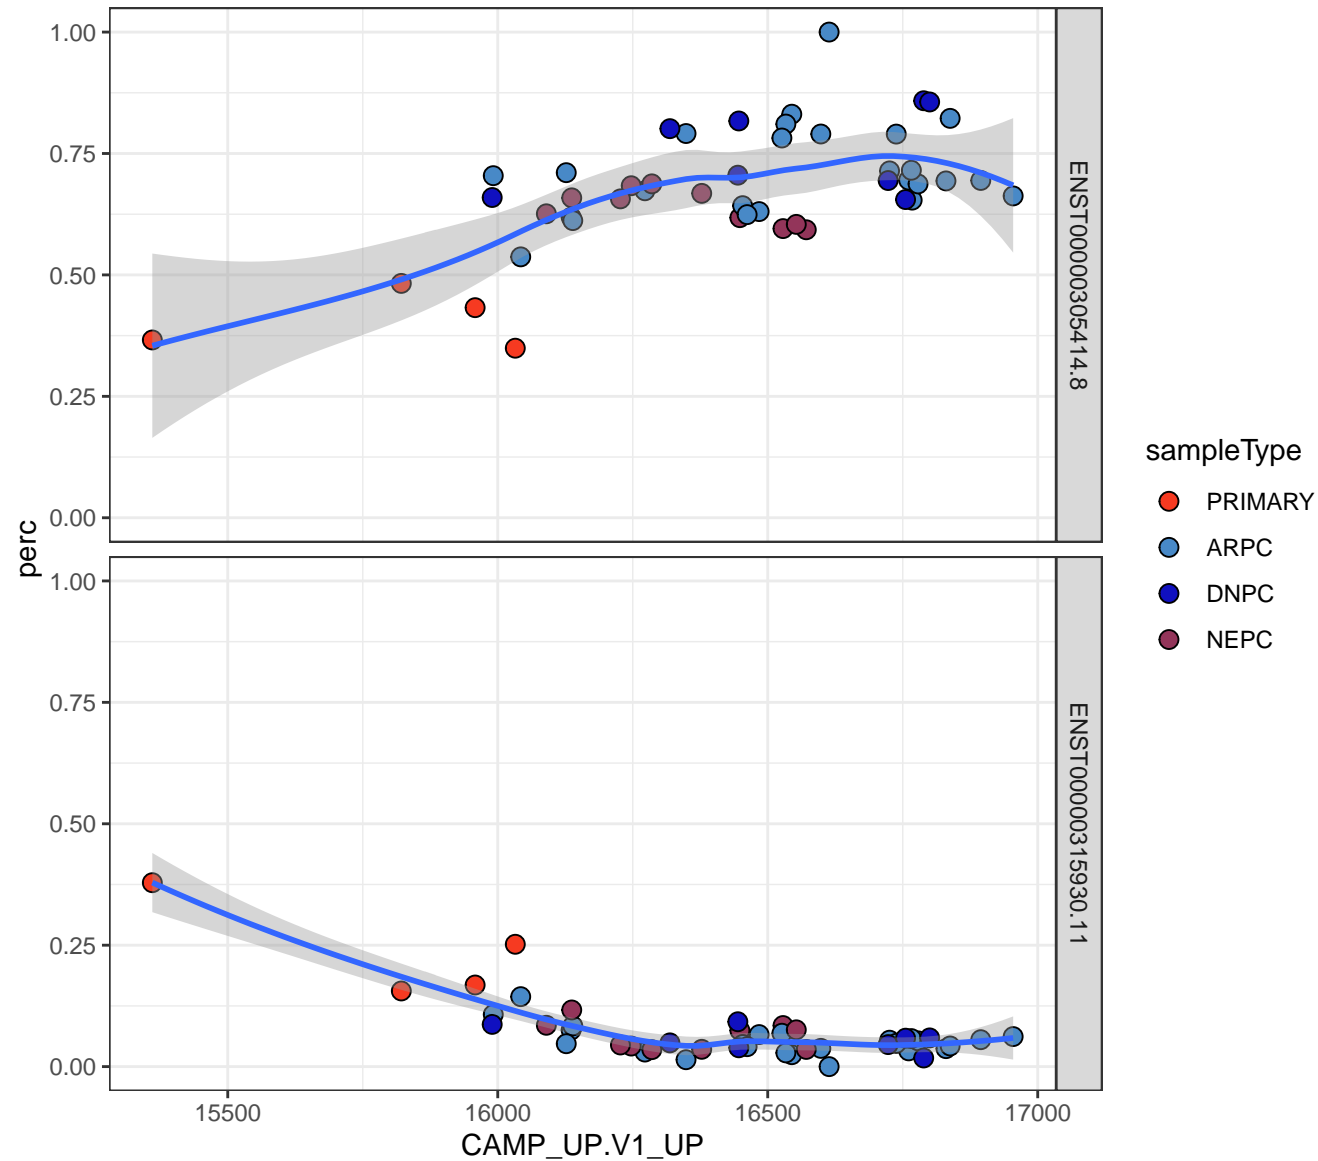 1.00
0.75
0.50
0.25
0.00
ENST00000305414.8
1.00
0.75
0.50
0.25
0.00
ENST00000315930.11
perc
15500
16000
16500
17000
CAMP_UP.V1_UP
sampleType
PRIMARY
ARPC
DNPC
NEPC